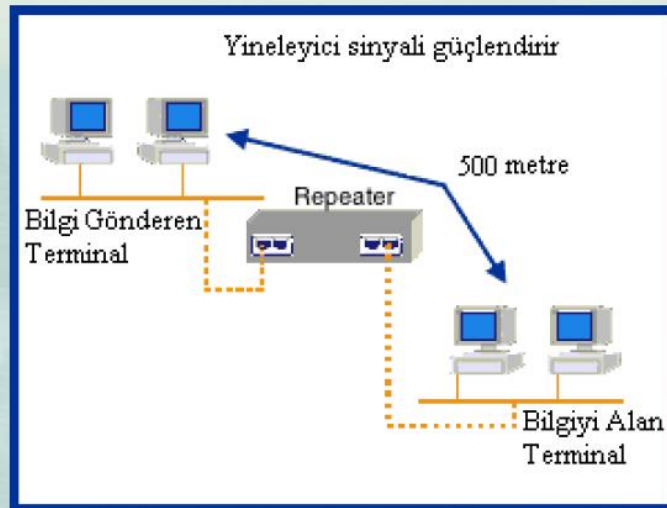 Yineleyici sinyali güçlendirir
500 metre
Repeater
Bilgi Gönderen
Terminal
Bilgiyi Alan
Terminal